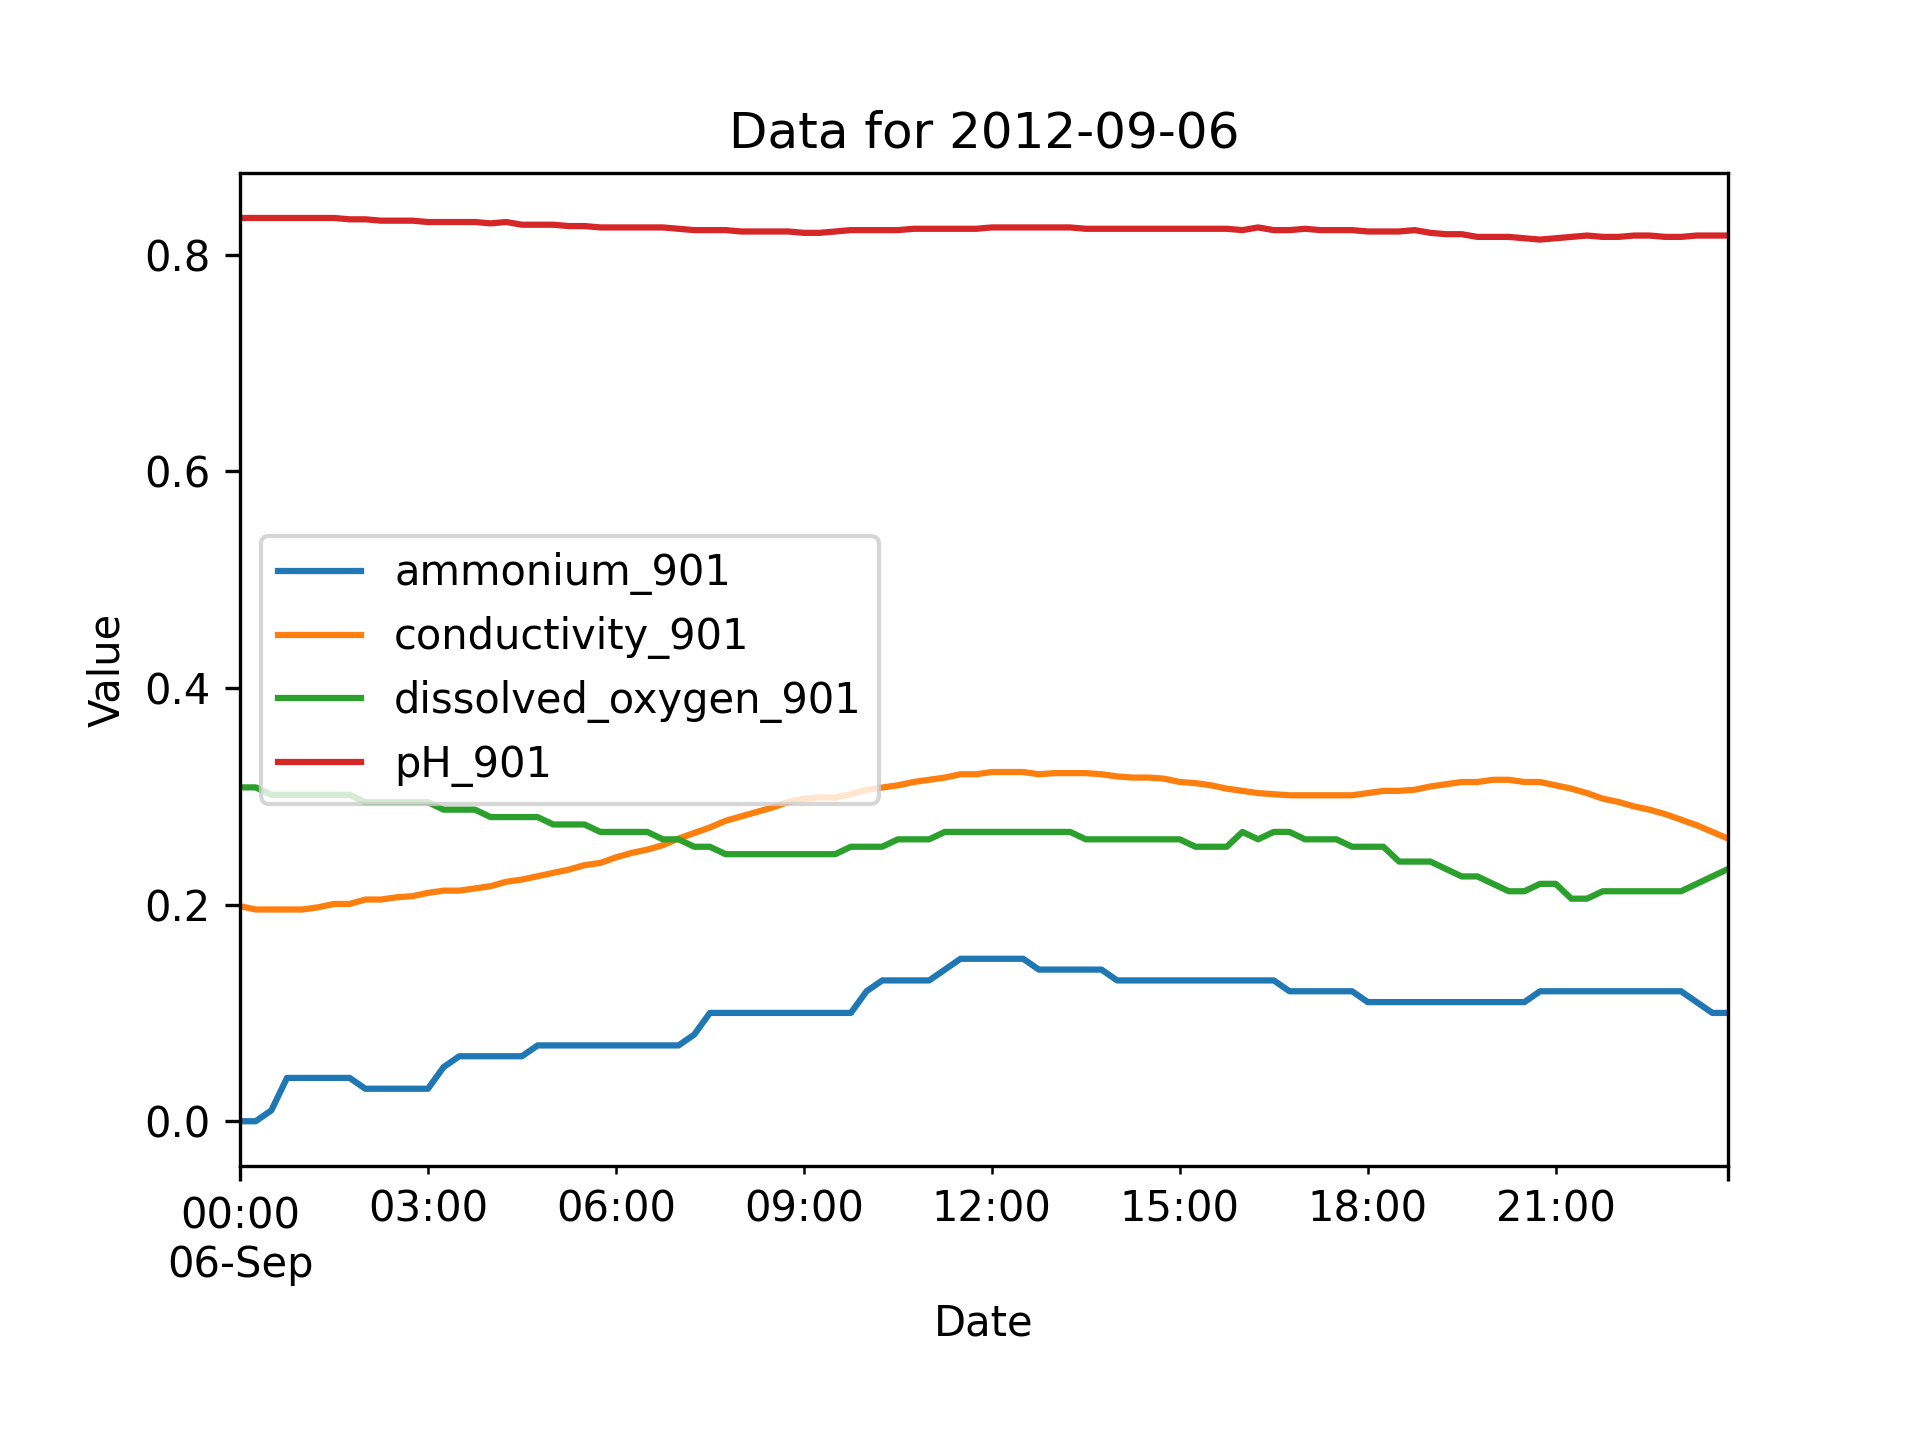 Data for 2012-09-06
Value
0.8
0.6
0.4
0.2
0.0
ammonium_901
conductivity_901
dissolved_oxygen_901
pH_901
00:00 03:00 06:00 09:00 12:00 15:00 18:00 21:00
06-Sep
Date